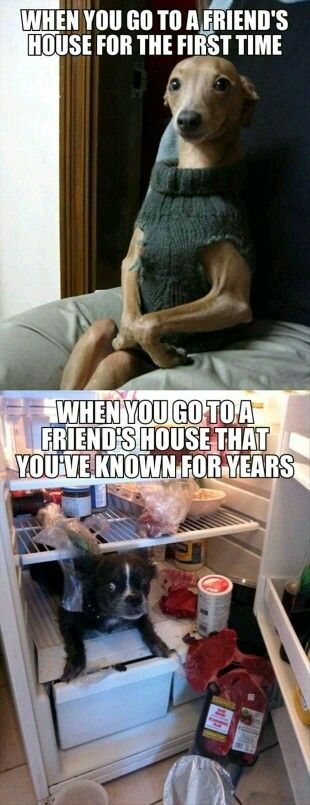 WHEN YOU GO TO A FRIEND'S
HOUSE FOR THE FIRST TIME
WHEN YOU GO TO A
FRIEND'S HOUSE THAT
YOU'VE KNOWN FOR YEARS